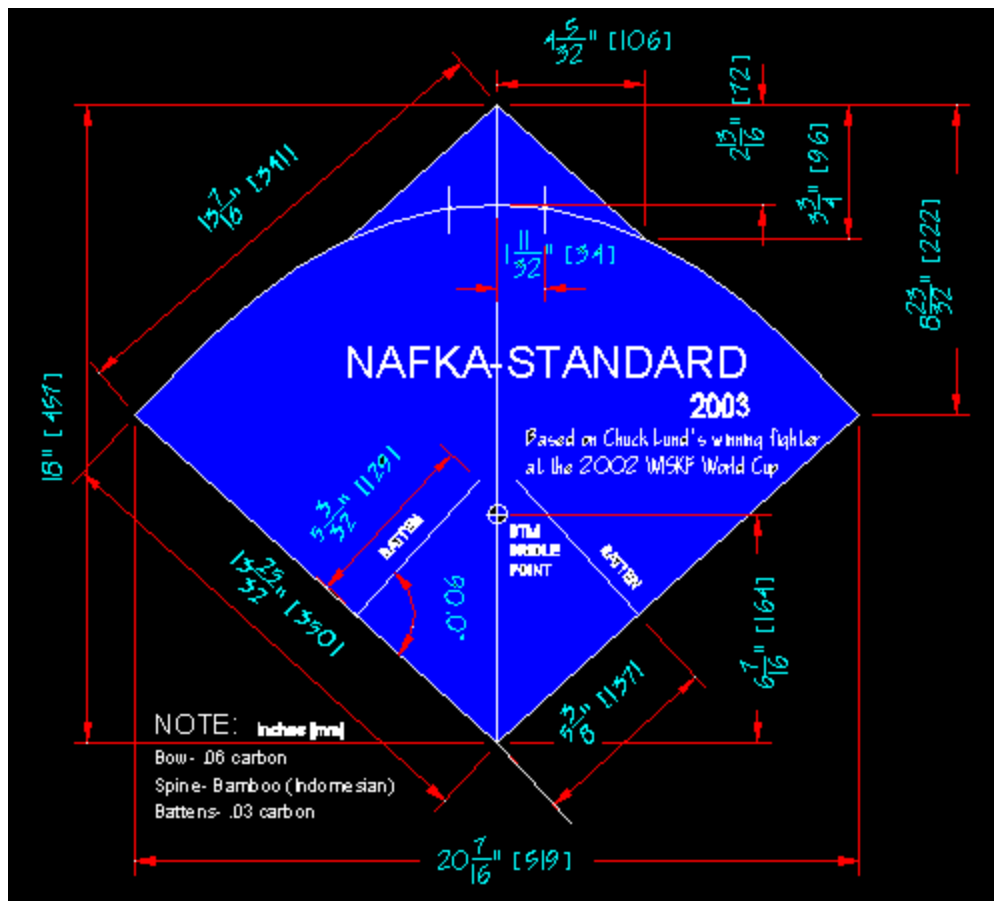 4 5/32" [106]
2 13/16" [72]
3 3/4" [96]
13 7/16" [341]
1 11/32" [34]
8 23/32" [222]
NAFKA-STANDARD
2003
Based on Chuck Lund's winning fighter
at the 2002 WSKF World Cup
18" [457]
5 3/32" [129]
BATTEN
BTM
BRIDLE
POINT
BATTEN
90.0°
13 25/32" [350]
6 7/16" [164]
5 3/8" [137]
NOTE: inches [mm]
Bow- .06 carbon
Spine- Bamboo (Indomesian)
Battens- .03 carbon
20 7/16" [519]